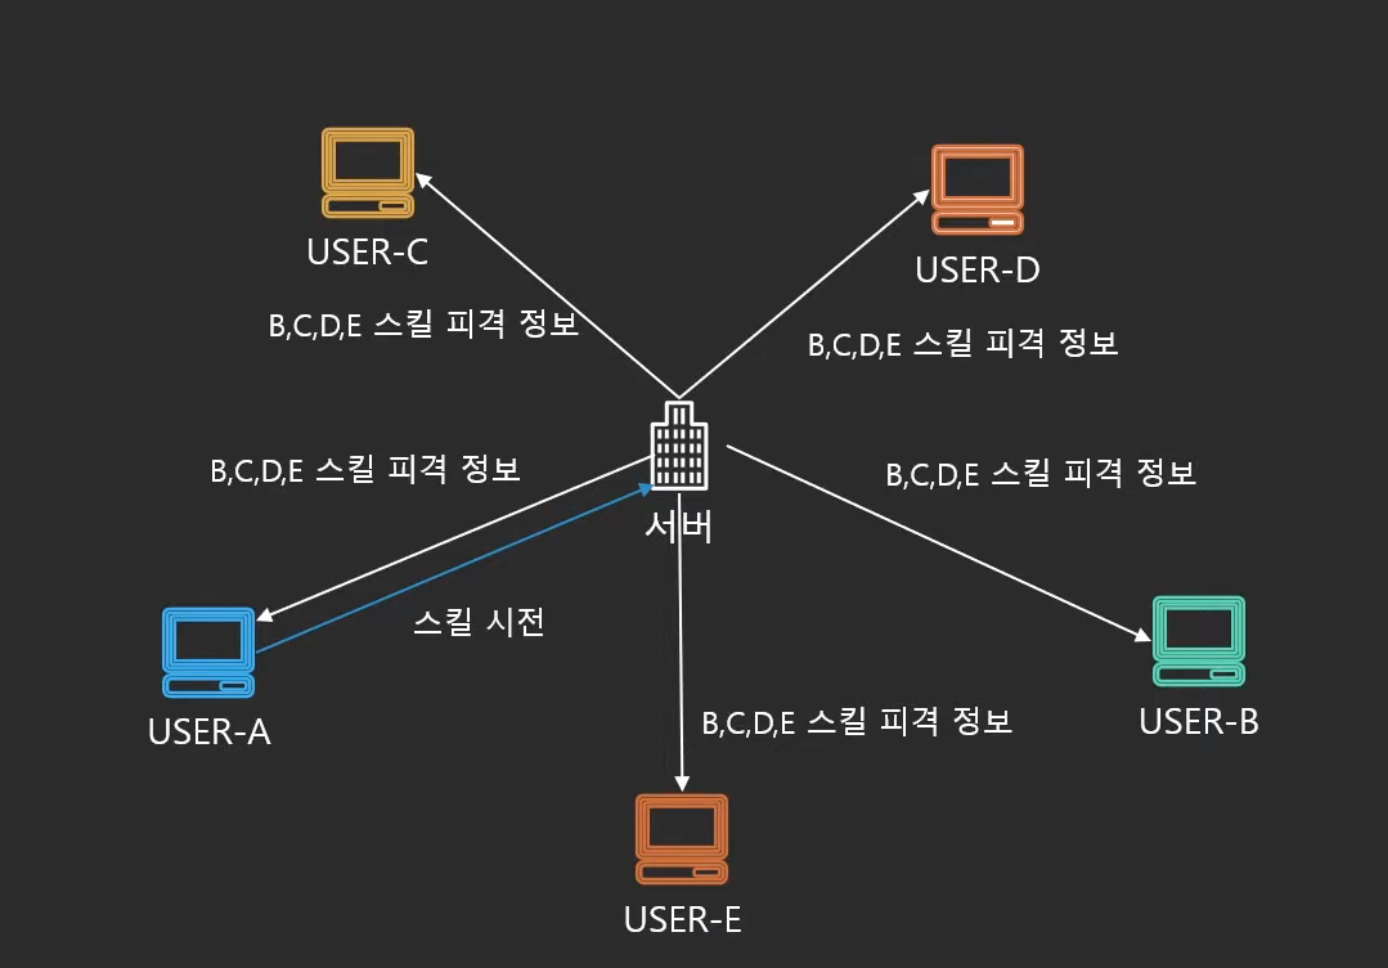 USER-C
USER-D
B,C,D,E 스킬 피격 정보
B,C,D,E 스킬 피격 정보
B,C,D,E 스킬 피격 정보
B,C,D,E 스킬 피격 정보
서버
스킬 시전
USER-A
B,C,D,E 스킬 피격 정보
USER-B
USER-E